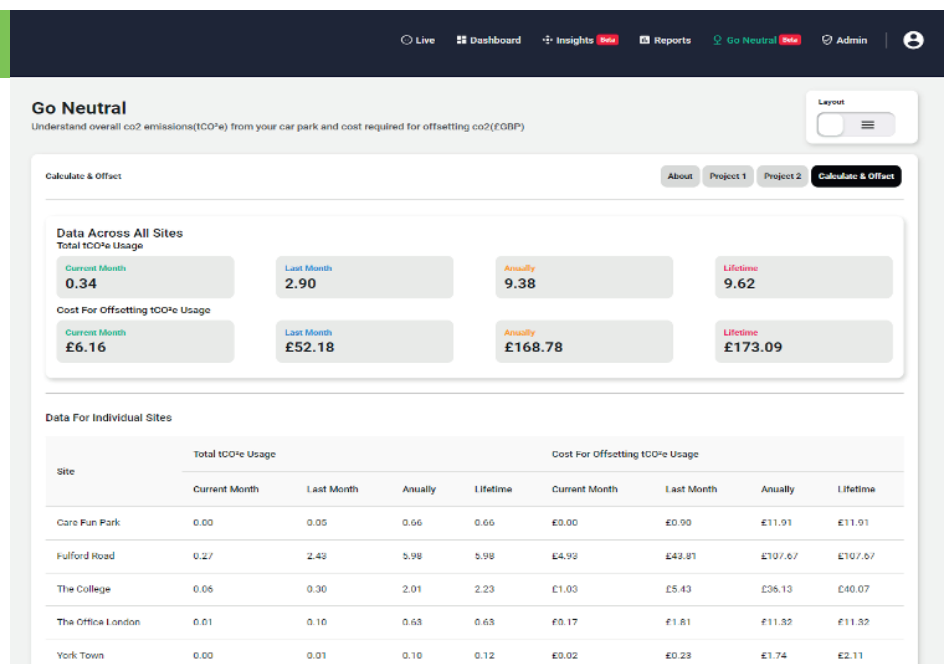 Live Dashboard Insights Beta Reports Go Neutral Beta Admin
Go Neutral
Understand overall co2 emissions(tCO²e) from your car park and cost required for offsetting co2(£GBP)
Layout
Calculate & Offset
About Project 1 Project 2 Calculate & Offset
Data Across All Sites
Total tCO²e Usage
Current Month Last Month Anually Lifetime
0.34 2.90 9.38 9.62
Cost For Offsetting tCO²e Usage
Current Month Last Month Anually Lifetime
£6.16 £52.18 £168.78 £173.09
Data For Individual Sites
Site Total tCO²e Usage Cost For Offsetting tCO²e Usage
Current Month Last Month Anually Lifetime Current Month Last Month Anually Lifetime
Care Fun Park 0.00 0.05 0.66 0.66 £0.00 £0.90 £11.91 £11.91
Fulford Road 0.27 2.43 5.98 5.98 £4.93 £43.81 £107.67 £107.67
The College 0.06 0.30 2.01 2.23 £1.03 £5.43 £36.13 £40.07
The Office London 0.01 0.10 0.63 0.63 £0.17 £1.81 £11.32 £11.32
York Town 0.00 0.01 0.10 0.12 £0.02 £0.23 £1.74 £2.11